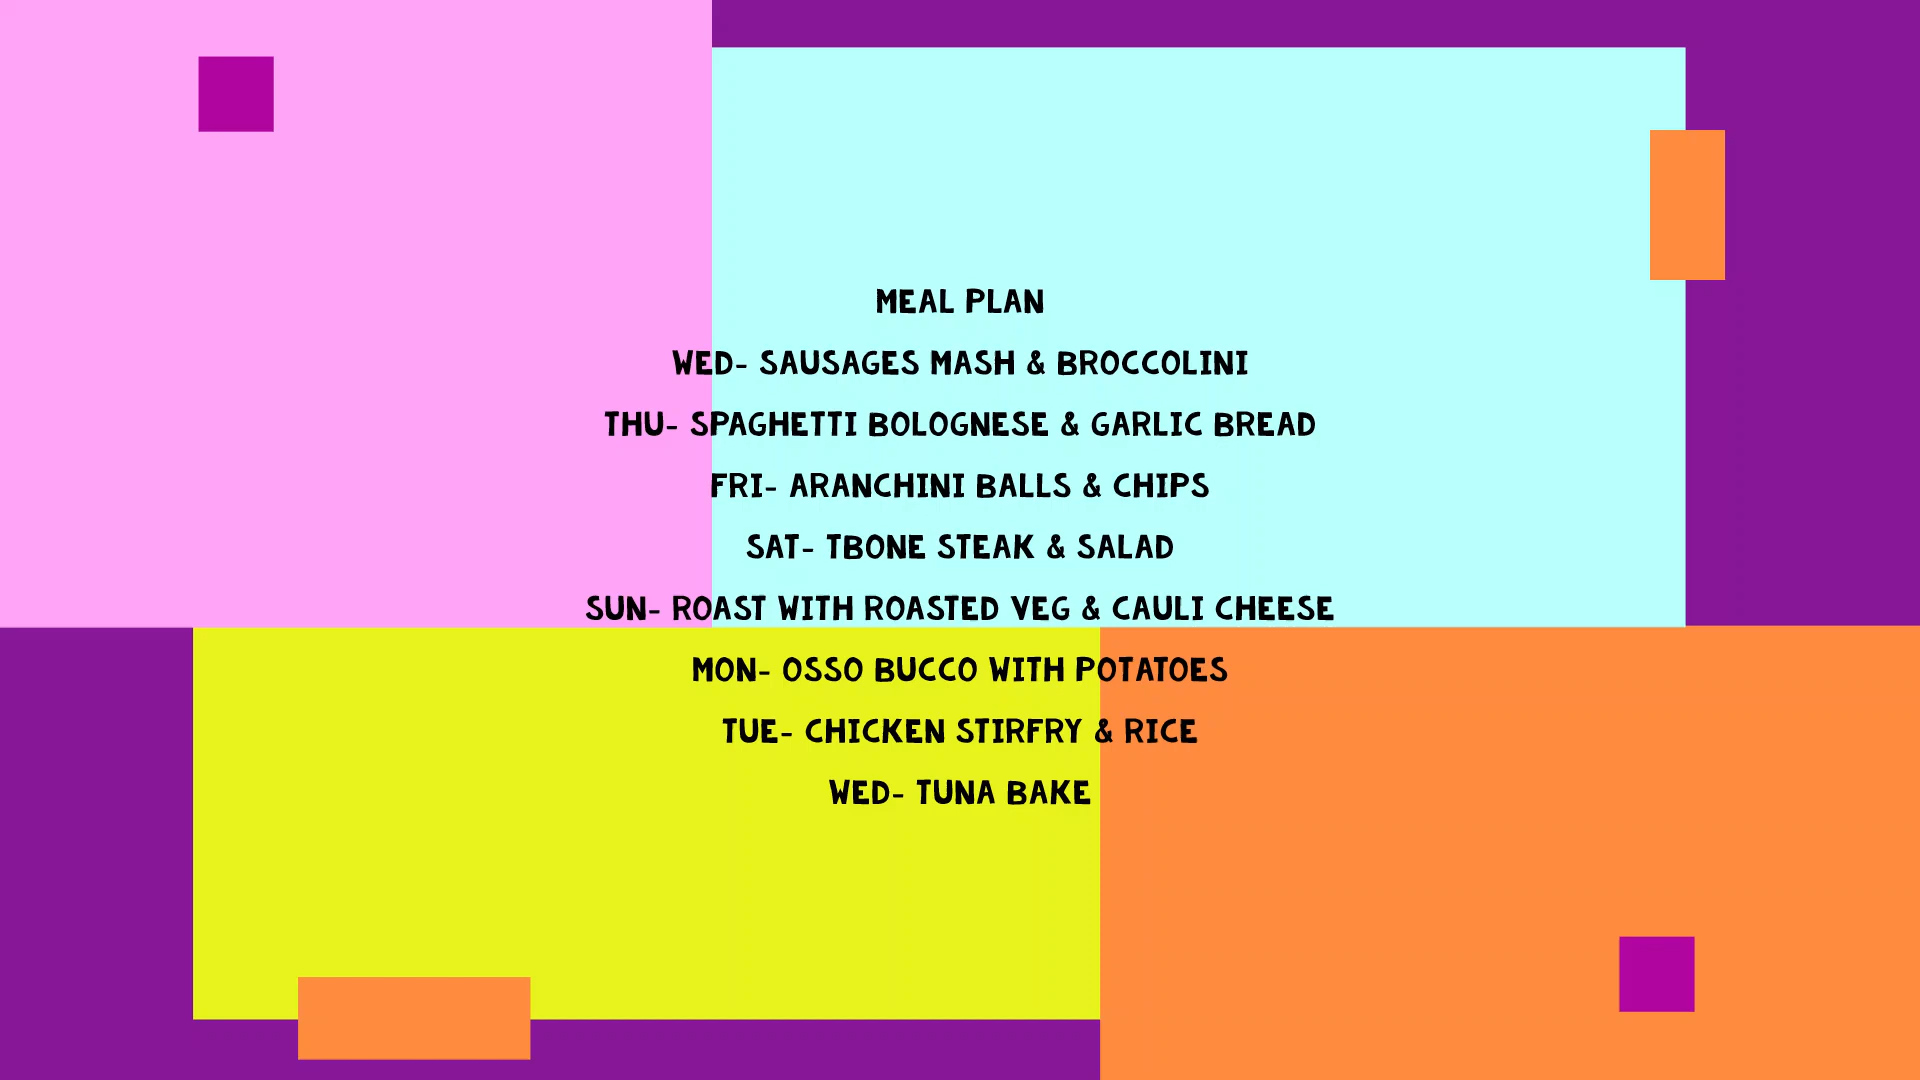 MEAL PLAN
WED- SAUSAGES MASH & BROCCOLINI
THU- SPAGHETTI BOLOGNESE & GARLIC BREAD
FRI- ARANCHINI BALLS & CHIPS
SAT- TBONE STEAK & SALAD
SUN- ROAST WITH ROASTED VEG & CAULI CHEESE
MON- OSSO BUCCO WITH POTATOES
TUE- CHICKEN STIRFRY & RICE
WED- TUNA BAKE